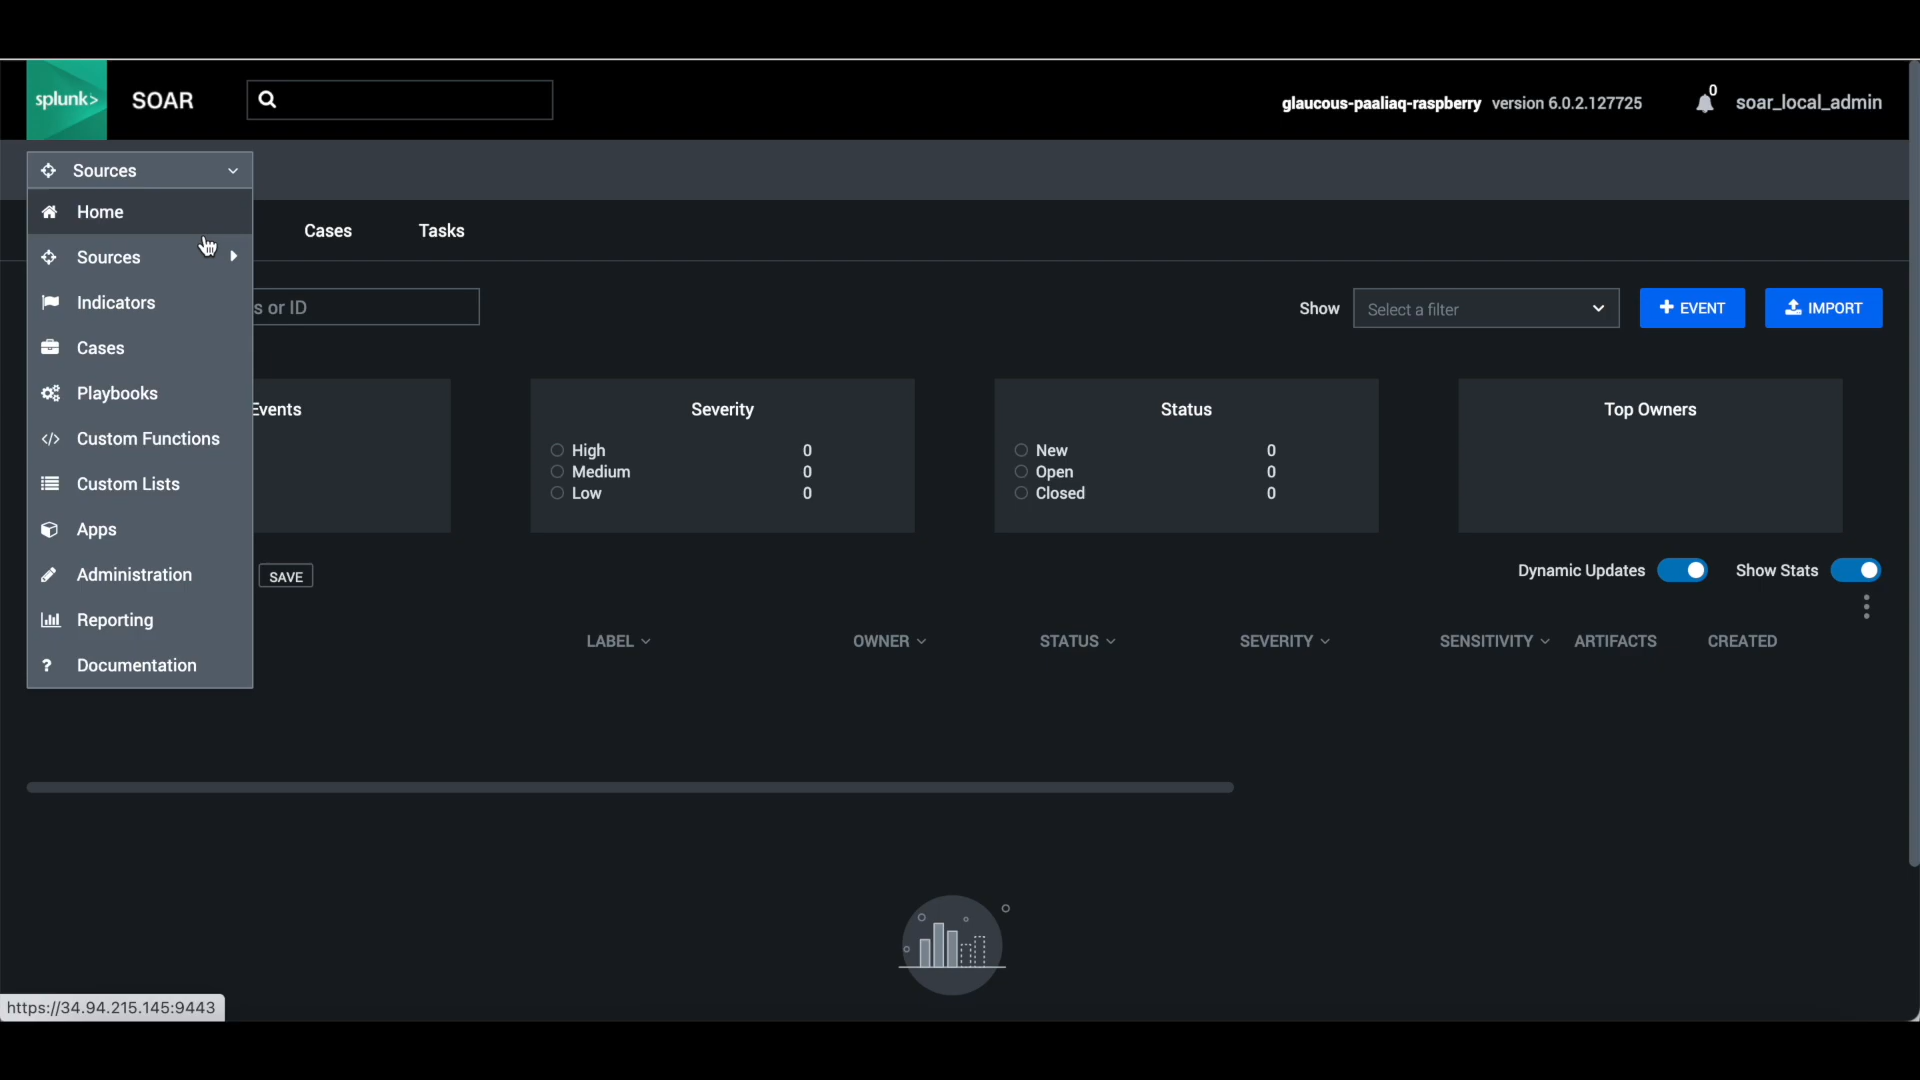 splunk>
SOAR
glaucous-paaliaq-raspberry version 6.0.2.127725
0
soar_local_admin
Sources
Home
Sources
Indicators
Cases
Playbooks
Custom Functions
Custom Lists
Apps
Administration
Reporting
? Documentation
Cases
Tasks
s or ID
Show
Select a filter
+ EVENT
IMPORT
Events
Severity
High 0
Medium 0
Low 0
Status
New 0
Open 0
Closed 0
Top Owners
SAVE
Dynamic Updates
Show Stats
LABEL
OWNER
STATUS
SEVERITY
SENSITIVITY
ARTIFACTS
CREATED
https://34.94.215.145:9443